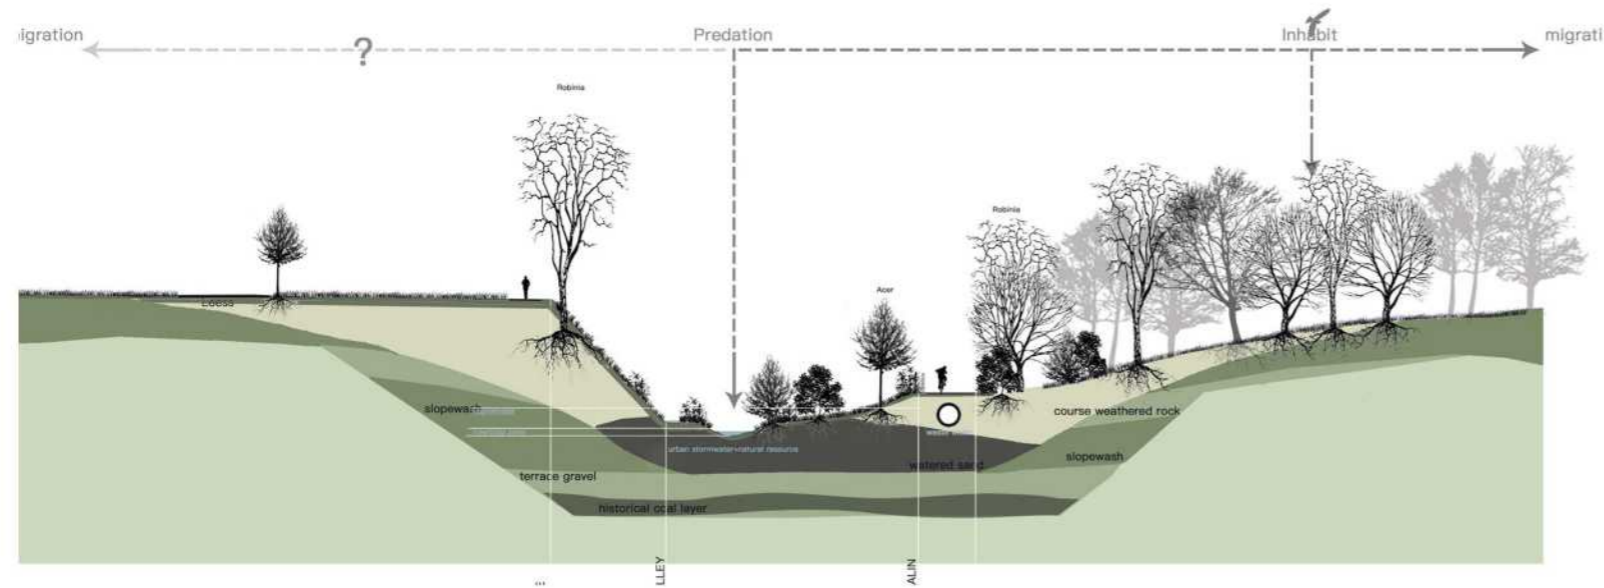 igration
?
Predation
Inhabit
migrati
Robinia
Robinia
Acer
Loess
slopewash
course weathered rock
urban stormwater+natural resource
watered sand
slopewash
terrace gravel
historical coal layer
LLEY
ALIN